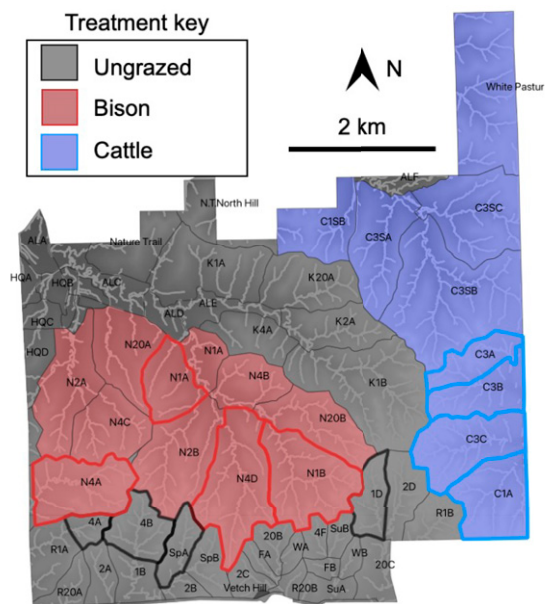 Treatment key
Ungrazed
Bison
Cattle
N
2 km
White Pastur
ALF
N.T.North Hill
C1SB
C3SC
C3SA
ALA
Nature Trail
K1A
HQA
HQB
ALC
K20A
C3SB
ALE
ALD
HQC
K4A
K2A
N20A
N1A
HQD
C3A
N1A
N4B
N2A
K1B
C3B
N4C
N20B
C3C
N2B
N4A
N4D
N1B
1D
2D
C1A
4A
4B
R1B
20B
4F
SuB
R1A
SpA
SpB
FA
WA
WB
2A
1B
2C
FB
20C
R20A
2B
Vetch Hill
R20B
SuA